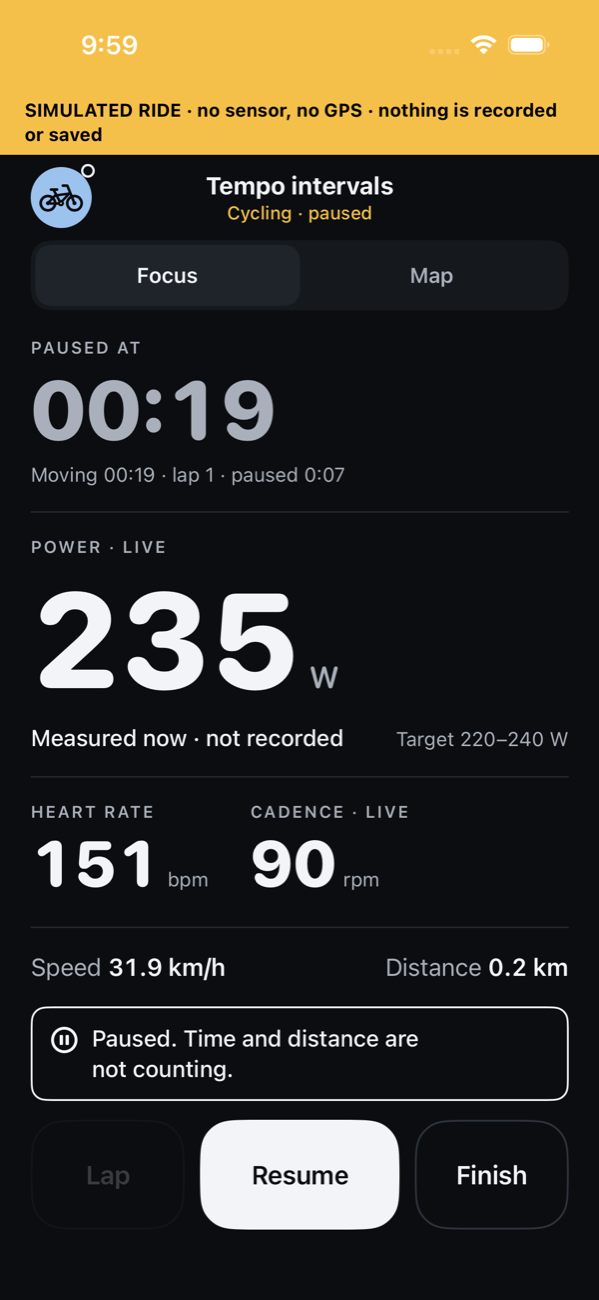 9:59
SIMULATED RIDE · no sensor, no GPS · nothing is recorded
or saved
Tempo intervals
Cycling · paused
Focus Map
PAUSED AT
00:19
Moving 00:19 · lap 1 · paused 0:07
POWER · LIVE
235 W
Measured now · not recorded Target 220–240 W
HEART RATE CADENCE · LIVE
151 bpm 90 rpm
Speed 31.9 km/h Distance 0.2 km
Paused. Time and distance are
not counting.
Lap Resume Finish